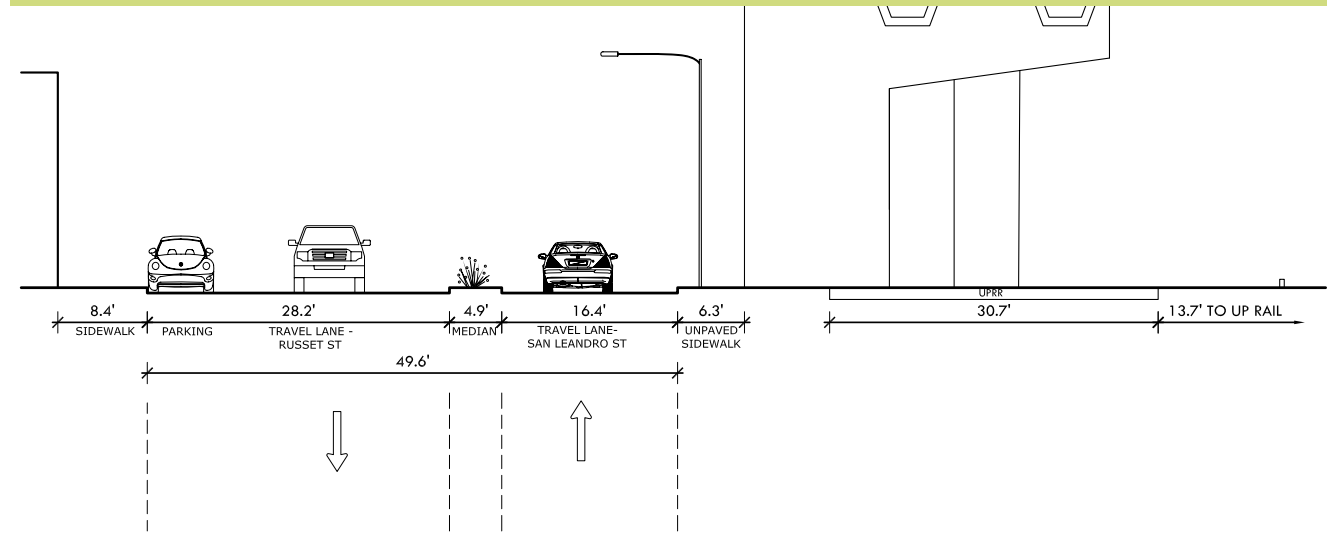 UPRR
8.4' 28.2' 4.9' 16.4' 6.3' 30.7' 13.7' TO UP RAIL
SIDEWALK PARKING TRAVEL LANE - MEDIAN TRAVEL LANE- UNPAVED
RUSSET ST SAN LEANDRO ST SIDEWALK
49.6'